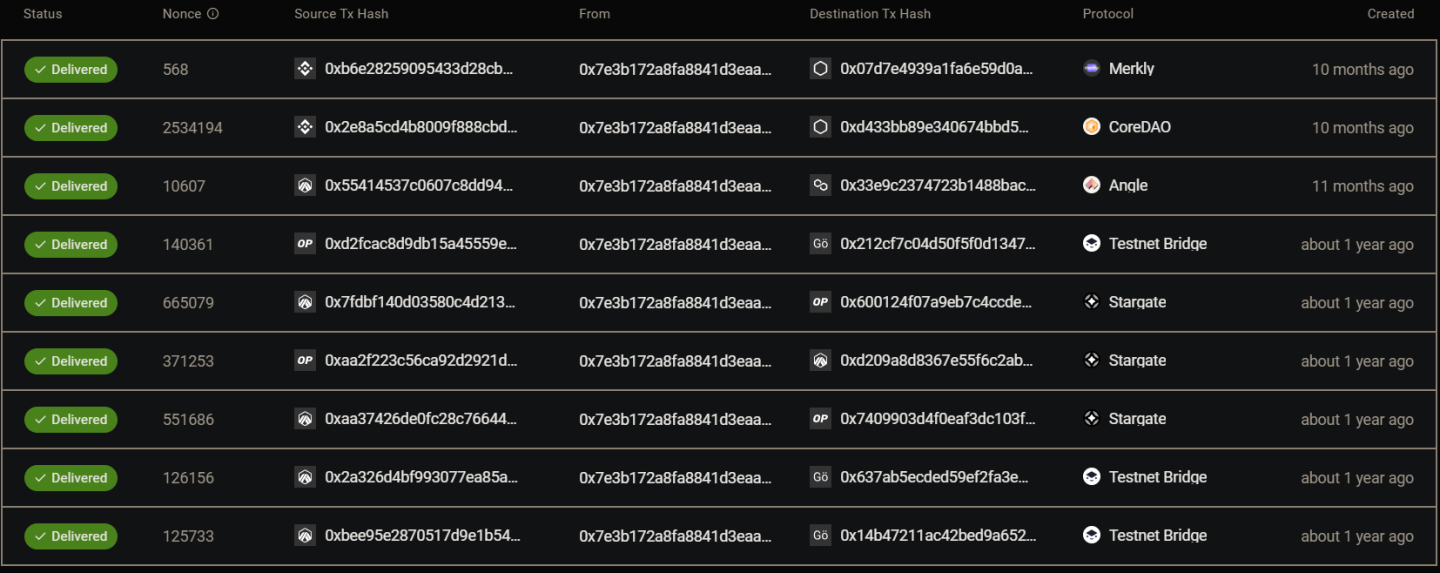 Status Nonce Source Tx Hash From Destination Tx Hash Protocol Created
Delivered 568 0xb6e28259095433d28cb... 0x7e3b172a8fa8841d3eaa... 0x07d7e4939a1fa6e59d0a... Merkly 10 months ago
Delivered 2534194 0x2e8a5cd4b8009f888cbd... 0x7e3b172a8fa8841d3eaa... 0xd433bb89e340674bbd5... CoreDAO 10 months ago
Delivered 10607 0x55414537c0607c8dd94... 0x7e3b172a8fa8841d3eaa... 0x33e9c2374723b1488bac... Angle 11 months ago
Delivered 140361 OP 0xd2fcac8d9db15a45559e... 0x7e3b172a8fa8841d3eaa... Gö 0x212cf7c04d50f5f0d1347... Testnet Bridge about 1 year ago
Delivered 665079 0x7fdbf140d03580c4d213... 0x7e3b172a8fa8841d3eaa... OP 0x600124f07a9eb7c4ccde... Stargate about 1 year ago
Delivered 371253 OP 0xaa2f223c56ca92d2921d... 0x7e3b172a8fa8841d3eaa... 0xd209a8d8367e55f6c2ab... Stargate about 1 year ago
Delivered 551686 0xaa37426de0fc28c76644... 0x7e3b172a8fa8841d3eaa... OP 0x7409903d4f0eaf3dc103f... Stargate about 1 year ago
Delivered 126156 0x2a326d4bf993077ea85a... 0x7e3b172a8fa8841d3eaa... Gö 0x637ab5ecded59ef2fa3e... Testnet Bridge about 1 year ago
Delivered 125733 0xbee95e2870517d9e1b54... 0x7e3b172a8fa8841d3eaa... Gö 0x14b47211ac42bed9a652... Testnet Bridge about 1 year ago